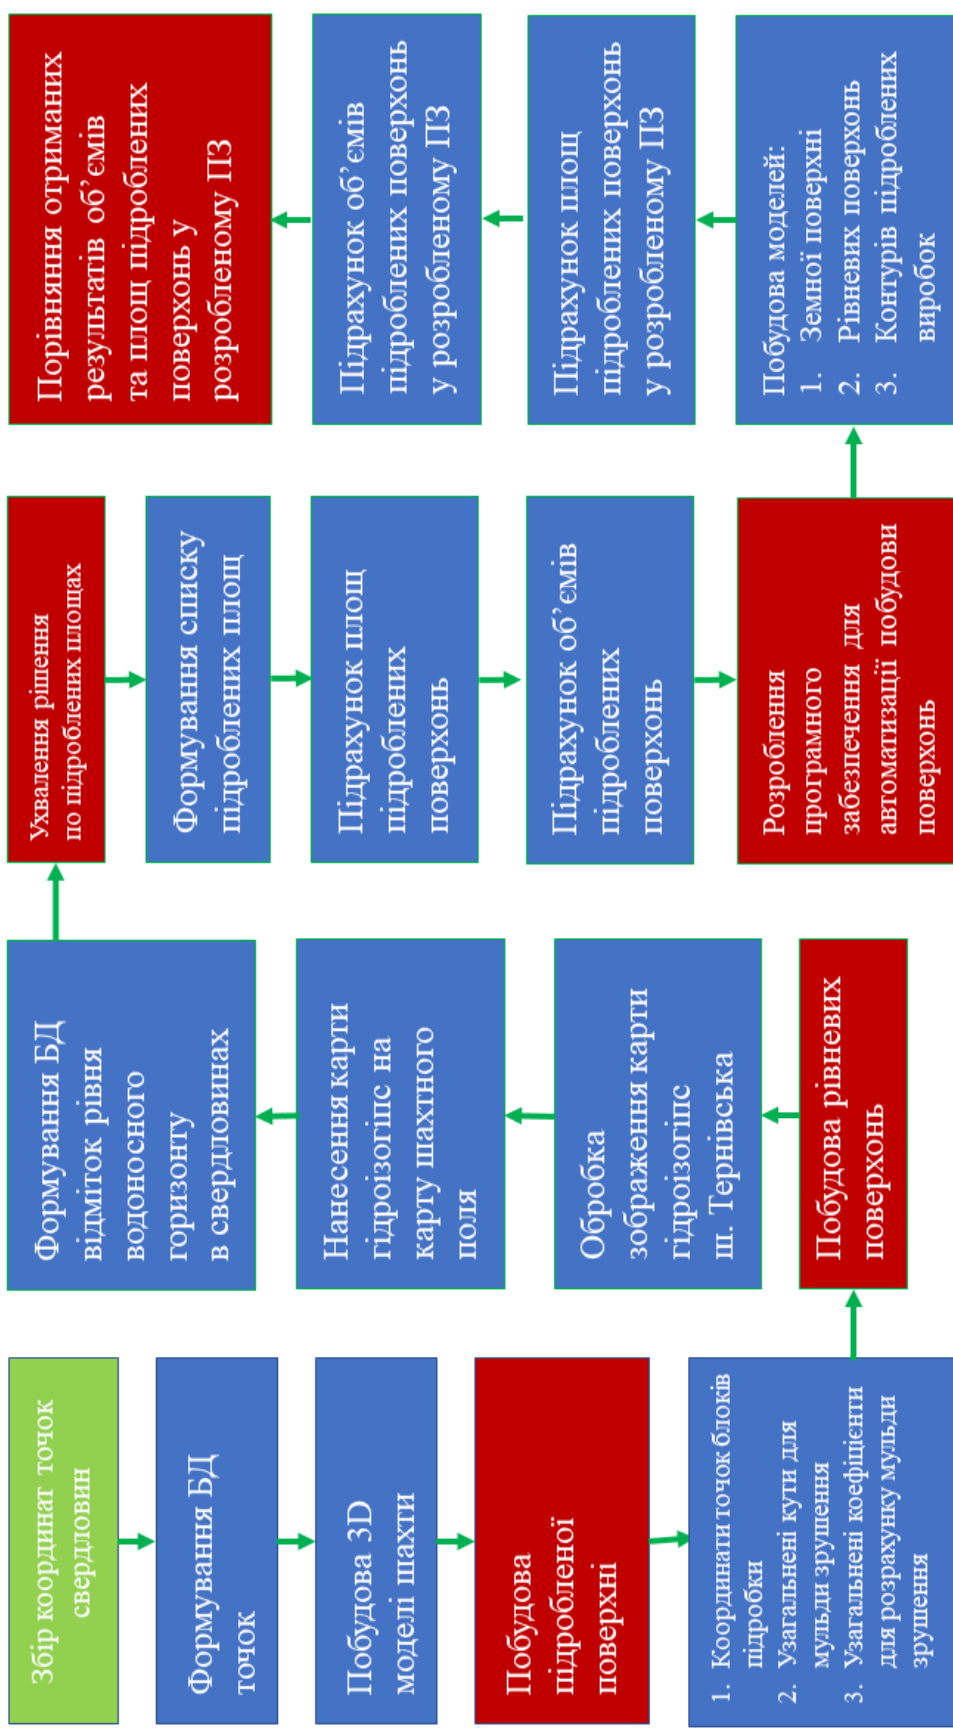 Збір координат точок
свердловин
Формування БД
точок
Побудова 3D
моделі шахти
Побудова
підробленої
поверхні
1. Координати точок блоків
підробки
2. Узагальнені кути для
мульди зрушення
3. Узагальнені коефіцієнти
для розрахунку мульди
зрушення
Побудова рівневих
поверхонь
Обробка
зображення карти
гідроізогіпс
ш. Тернівська
Нанесення карти
гідроізогіпс на
карту шахтного
поля
Формування БД
відміток рівня
водоносного
горизонту
в свердловинах
Ухвалення рішення
по підроблених площах
Формування списку
підроблених площ
Підрахунок площ
підроблених
поверхонь
Підрахунок об’ємів
підроблених
поверхонь
Розроблення
програмного
забезпечення для
автоматизації побудови
поверхонь
Побудова моделей:
1. Земної поверхні
2. Рівневих поверхонь
3. Контурів підроблених
виробок
Підрахунок площ
підроблених поверхонь
у розробленому ПЗ
Підрахунок об’ємів
підроблених поверхонь
у розробленому ПЗ
Порівняння отриманих
результатів об’ємів
та площ підроблених
поверхонь у
розробленому ПЗ